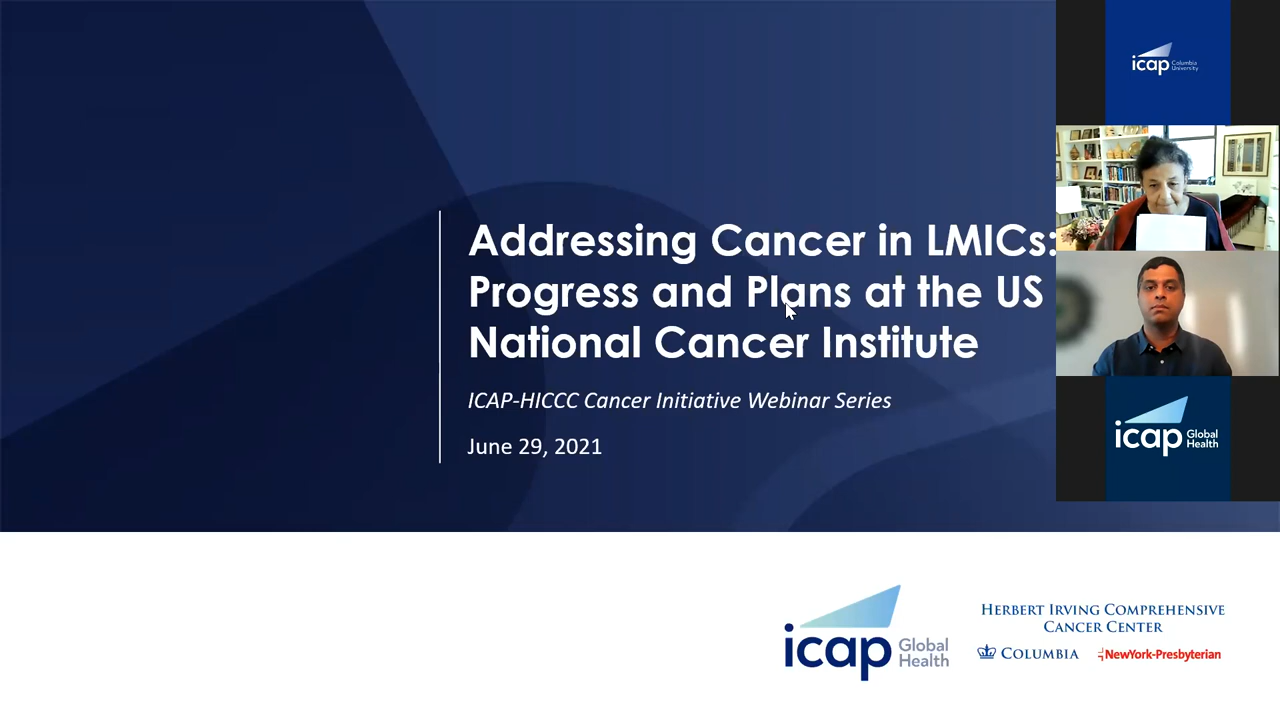 Addressing Cancer in LMICs:
Progress and Plans at the US
National Cancer Institute
ICAP-HICCC Cancer Initiative Webinar Series
June 29, 2021
icap Columbia University
icap Global Health
icap Global Health
HERBERT IRVING COMPREHENSIVE
CANCER CENTER
COLUMBIA
NewYork-Presbyterian